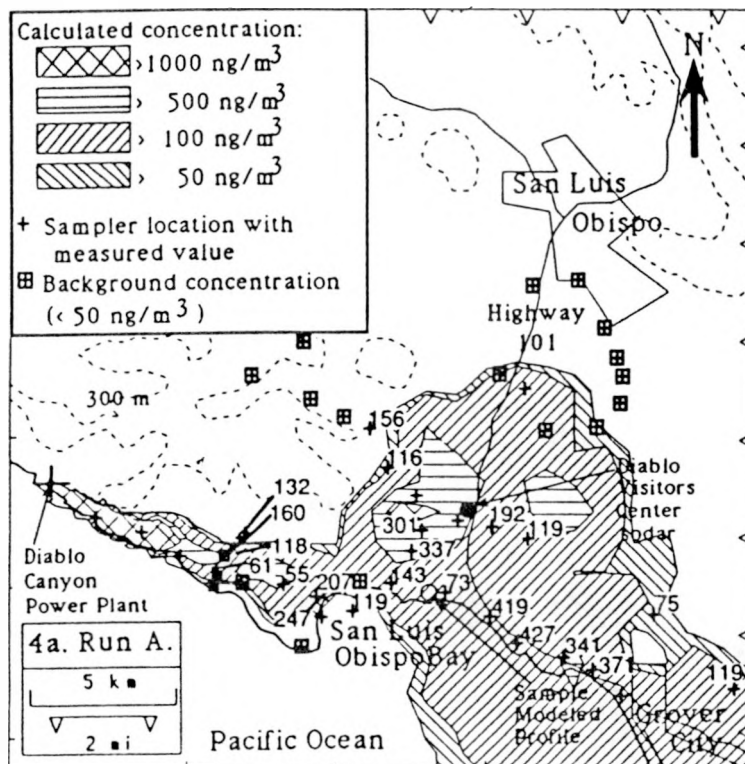 Calculated concentration:
>1000 ng/m3
> 500 ng/m3
> 100 ng/m3
> 50 ng/m3
+ Sampler location with
measured value
Background concentration
(< 50 ng/m3)
N
San Luis
Obispo
Highway
101
300 m
156
116
132
160
118
61
55
207
247
119
143
73
301
337
192
119
419
427
341
371
75
119
Diablo
Visitors
Center
Sodar
Diablo
Canyon
Power Plant
San Luis
Obispo Bay
Sample
Modeled
Profile
Grover
City
4a. Run A.
5 km
2 mi
Pacific Ocean